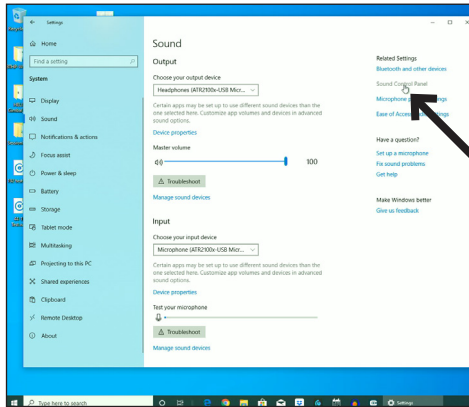 Settings
Home
Find a setting
System
Display
Sound
Notifications & actions
Focus assist
Power & sleep
Battery
Storage
Tablet mode
Multitasking
Projecting to this PC
Shared experiences
Clipboard
Remote Desktop
About
Sound
Output
Choose your output device
Headphones (ATR2100x-USB Micr...
Certain apps may be set up to use different sound devices than the
one selected here. Customize app volumes and devices in advanced
sound options.
Device properties
Master volume
100
Troubleshoot
Manage sound devices
Input
Choose your input device
Microphone (ATR2100x-USB Micr...
Certain apps may be set up to use different sound devices than the
one selected here. Customize app volumes and devices in advanced
sound options.
Device properties
Test your microphone
Troubleshoot
Manage sound devices
Related Settings
Bluetooth and other devices
Sound Control Panel
Microphone
Ease of Access
Have a question?
Set up a microphone
Fix sound problems
Get help
Make Windows better
Give us feedback
Type here to search
Settings